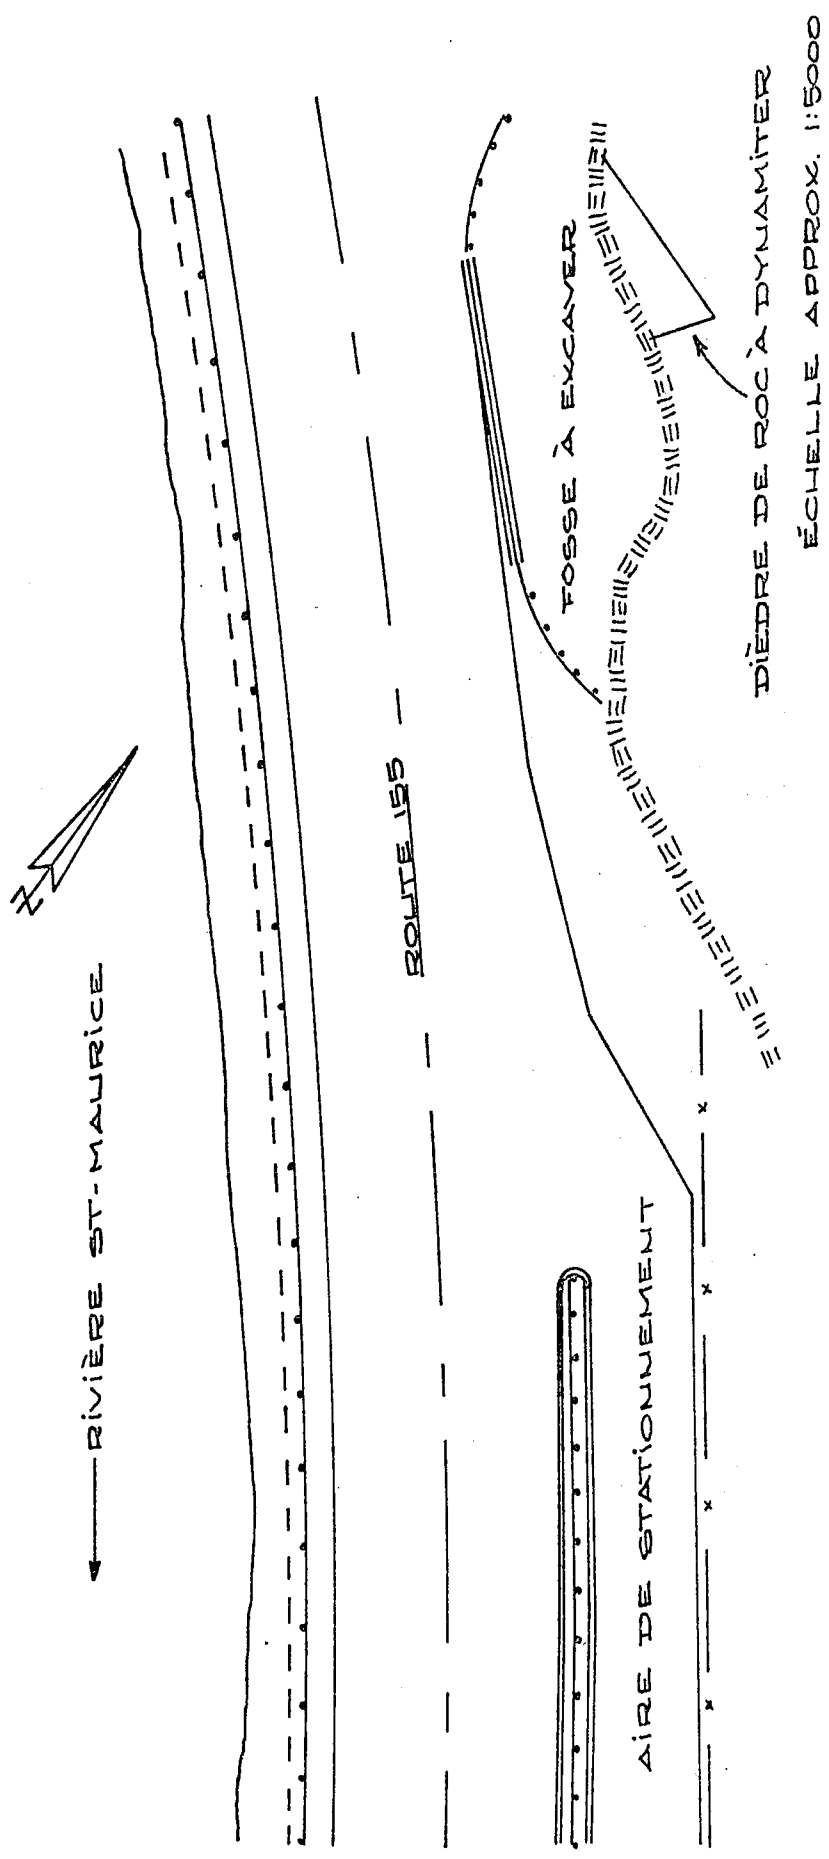 N
RIVIÈRE ST-MAURICE
ROUTE 155
FOSSE À EXCAVER
AIRE DE STATIONNEMENT
DIÈDRE DE ROC À DYNAMITER
ÉCHELLE APPROX. 1:5000